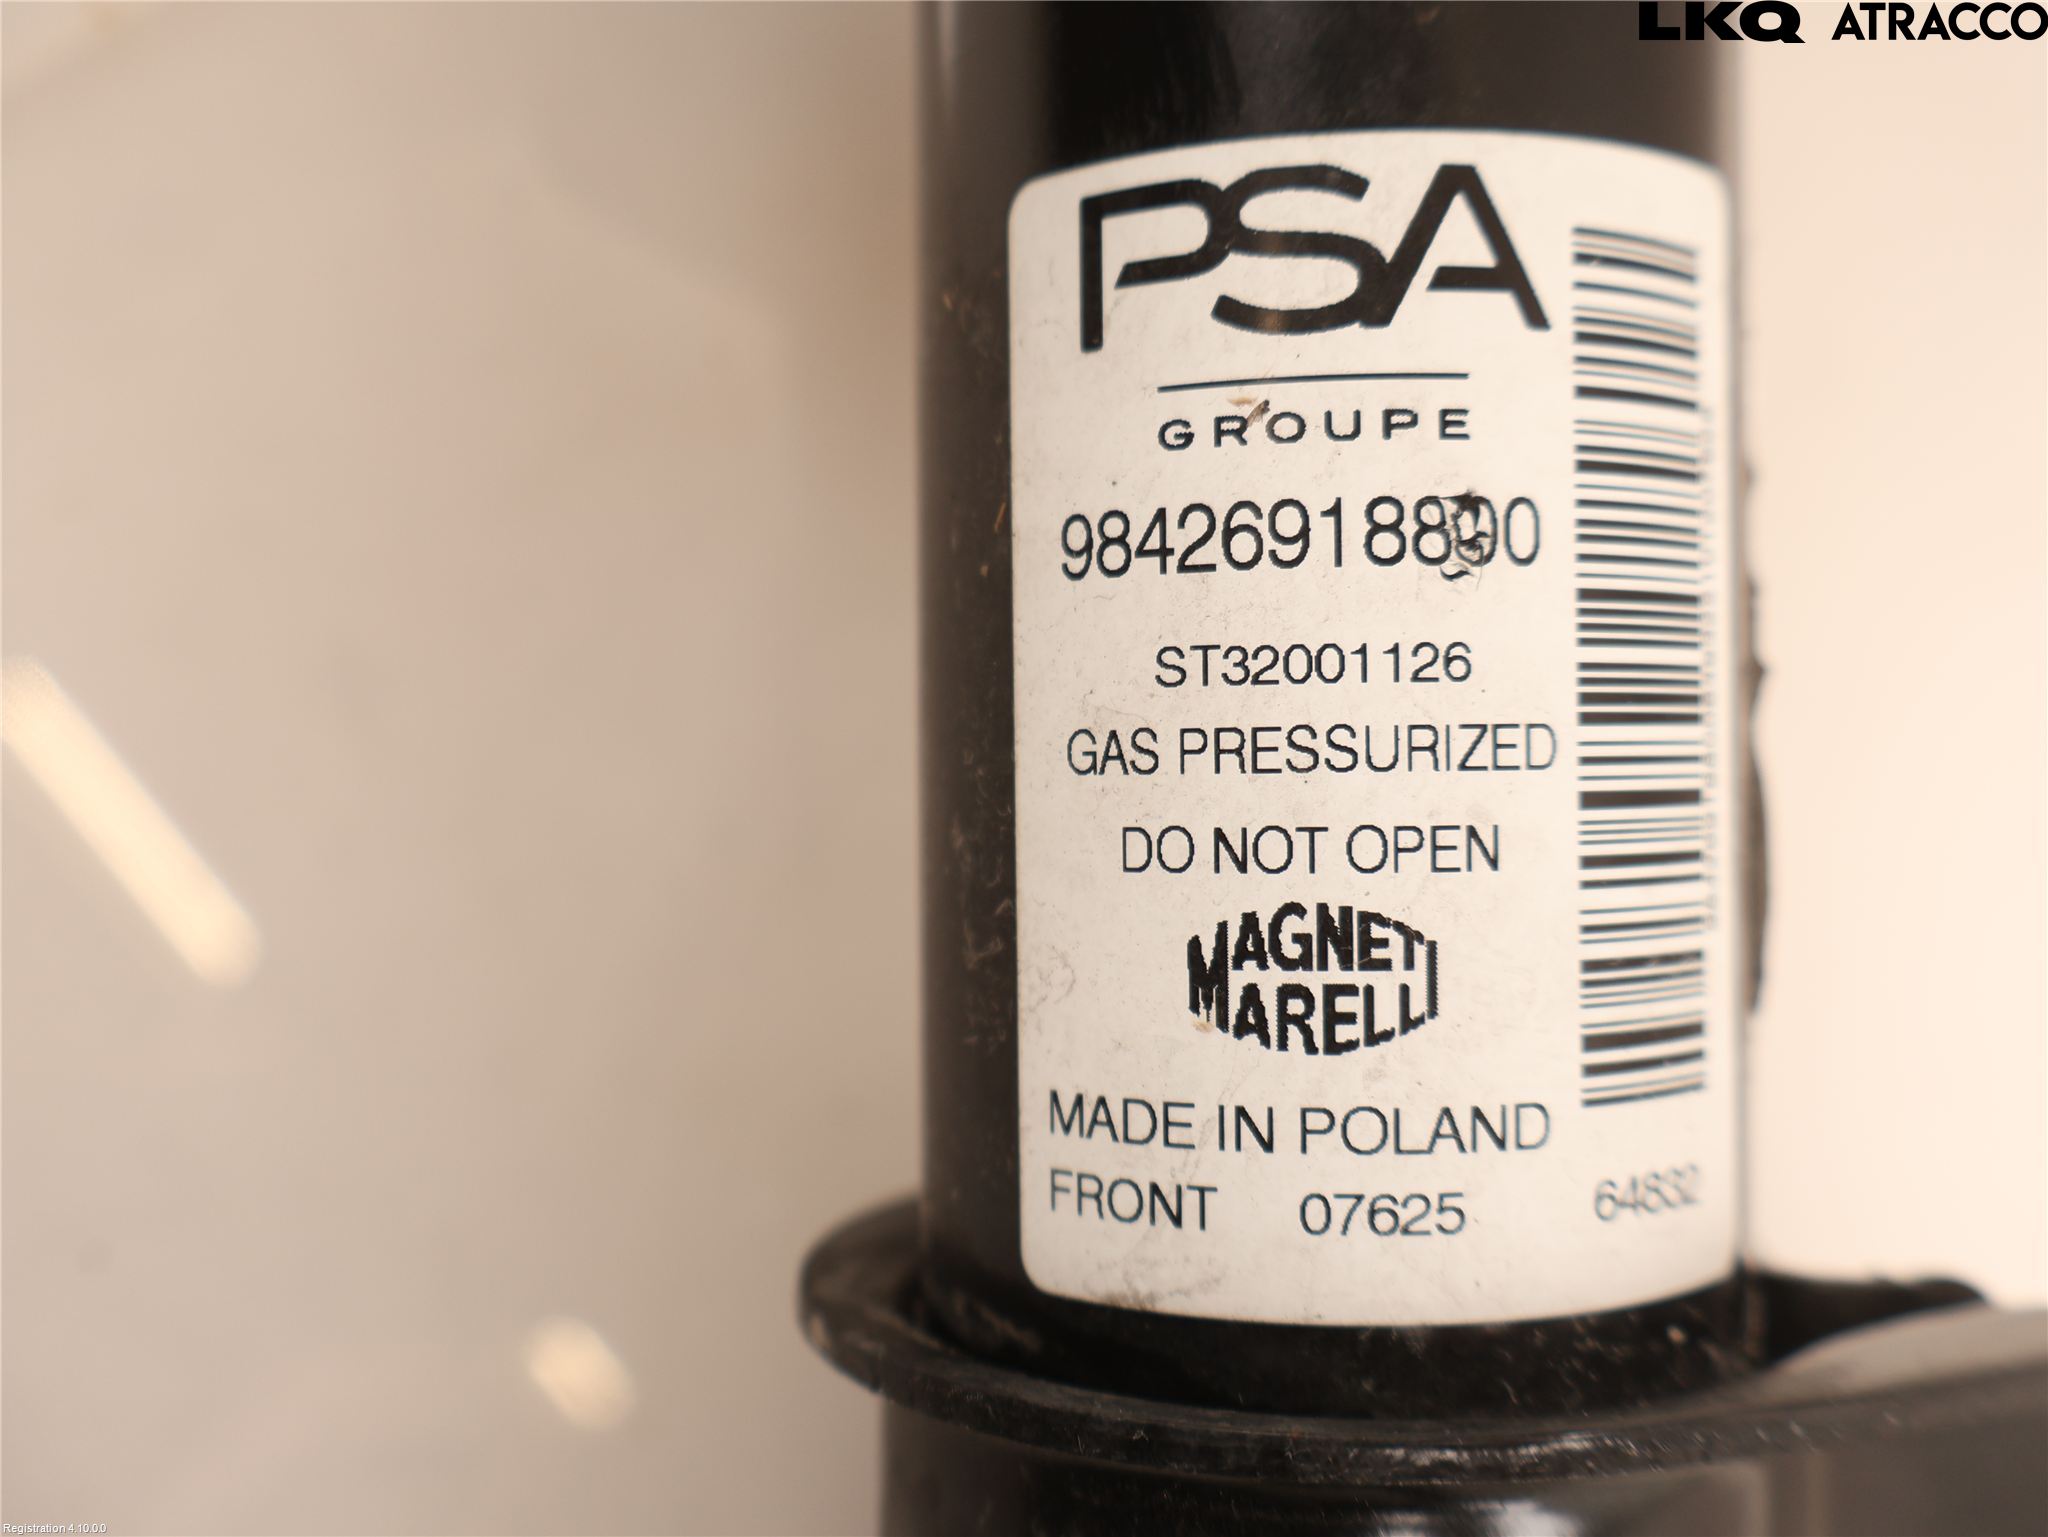 LKQ ATRACCO
PSA
GROUPE
ST32001126
GAS PRESSURIZED
DO NOT OPEN
MAGNETI
MARELLI
MADE IN POLAND
FRONT 07625 64832
Registration 4.10.0.0